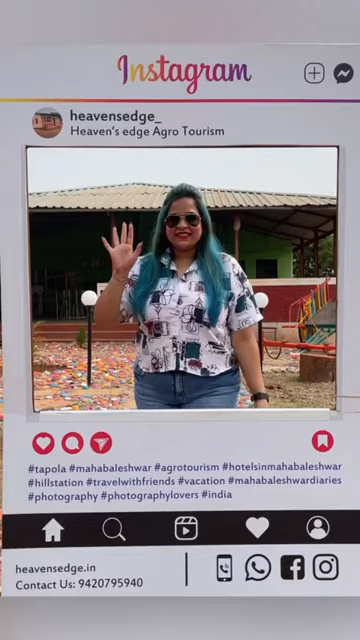 Instagram
heavensedge_
Heaven's edge Agro Tourism
#tapola #mahabaleshwar #agrotourism #hotelsinmahabaleshwar
#hillstation #travelwithfriends #vacation #mahabaleshwardiaries
#photography #photographylovers #india
heavensedge.in
Contact Us: 9420795940